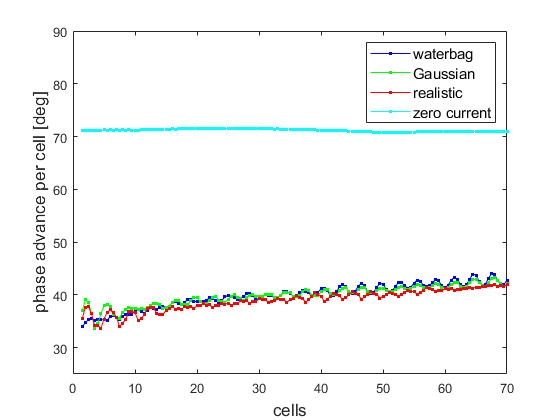 90
80
70
60
50
40
30
phase advance per cell [deg]
waterbag
Gaussian
realistic
zero current
0 10 20 30 40 50 60 70
cells